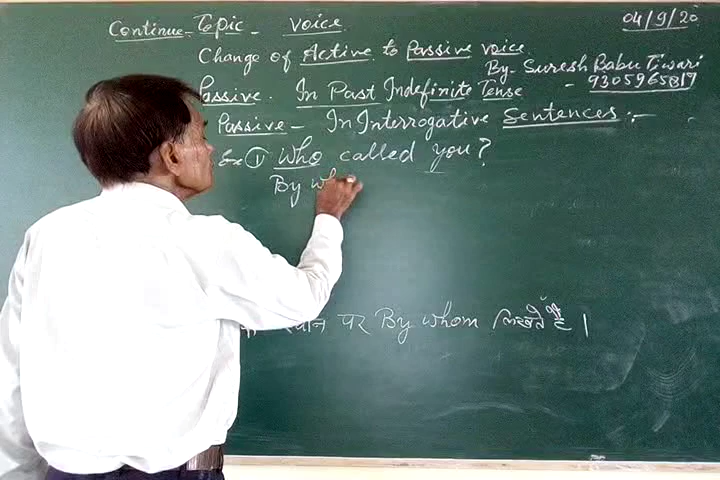 Continue - Topic - Voice 04/9/20
Change of Active to Passive voice.
By- Suresh Babu Tiwari
Passive. In Past Indefinite Tense - 9305965817
Passive - In Interrogative Sentences :-
Ex ① Who called you?
By wh
स्थान पर By whom लिखते हैं ।